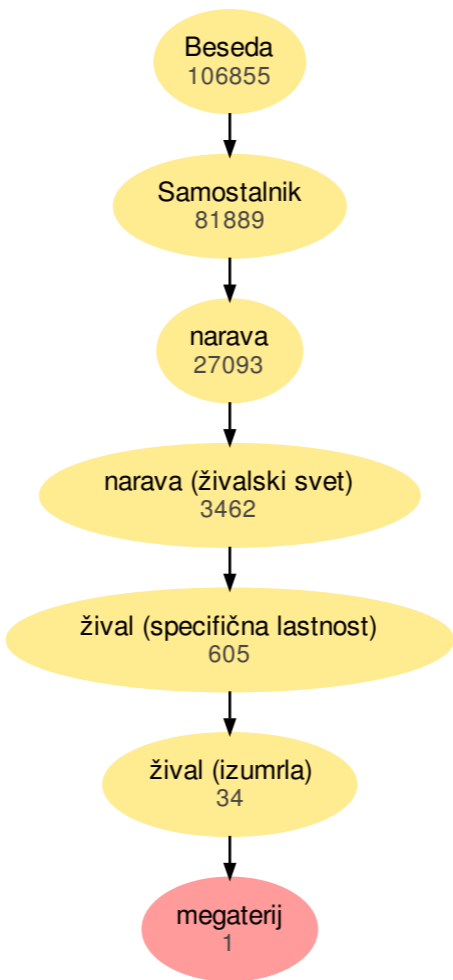 Beseda
106855
Samostalnik
81889
narava
27093
narava (živalski svet)
3462
žival (specifična lastnost)
605
žival (izumrla)
34
megaterij
1